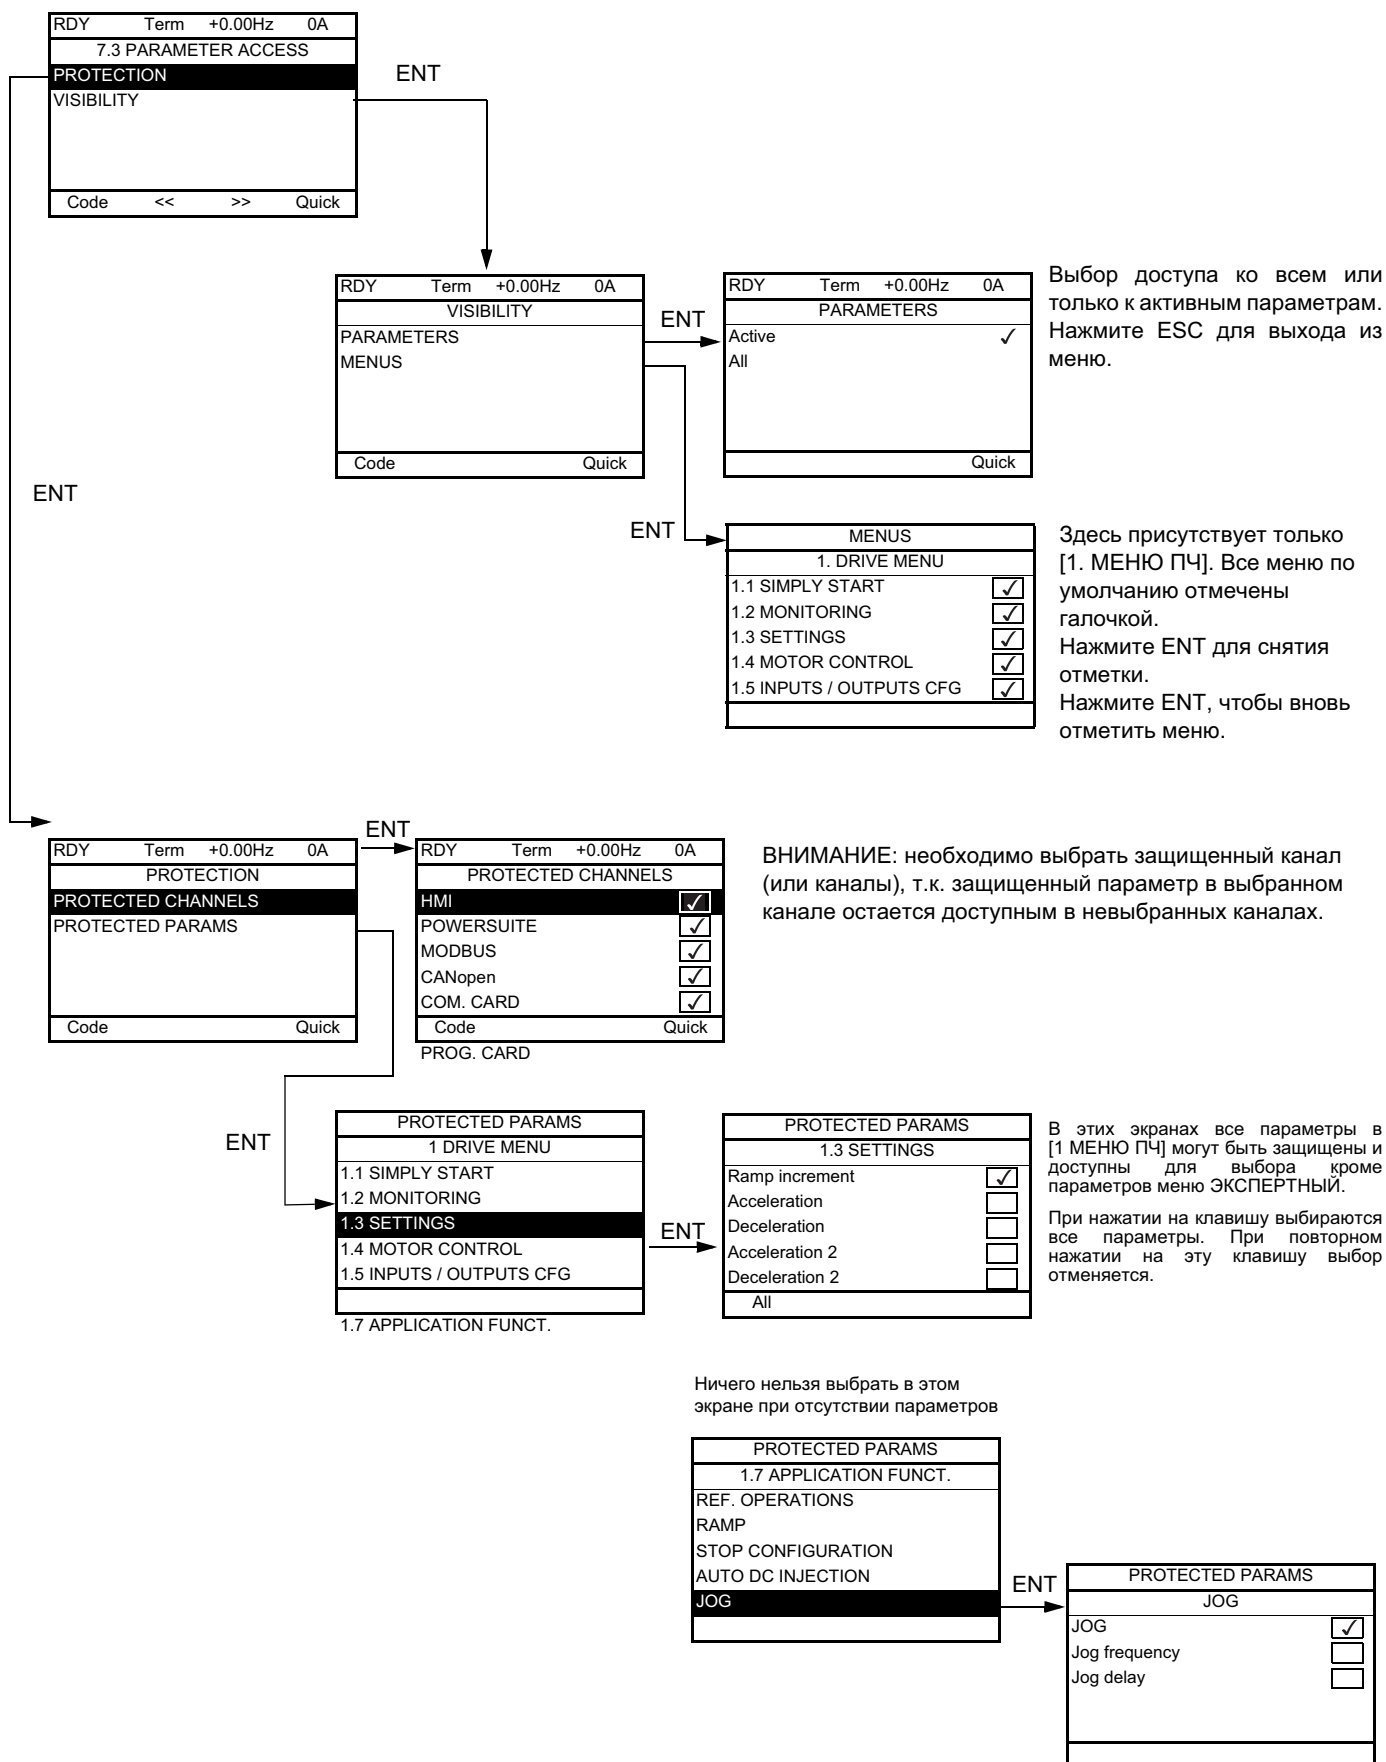 RDY Term +0.00Hz 0A
7.3 PARAMETER ACCESS
PROTECTION
VISIBILITY
Code << >> Quick
ENT
RDY Term +0.00Hz 0A
VISIBILITY
PARAMETERS
MENUS
Code Quick
ENT
RDY Term +0.00Hz 0A
PARAMETERS
Active ✓
All
Quick
Выбор доступа ко всем или
только к активным параметрам.
Нажмите ESC для выхода из
меню.
ENT
ENT
MENUS
1. DRIVE MENU
1.1 SIMPLY START ✓
1.2 MONITORING ✓
1.3 SETTINGS ✓
1.4 MOTOR CONTROL ✓
1.5 INPUTS / OUTPUTS CFG ✓
Здесь присутствует только
[1. МЕНЮ ПЧ]. Все меню по
умолчанию отмечены
галочкой.
Нажмите ENT для снятия
отметки.
Нажмите ENT, чтобы вновь
отметить меню.
RDY Term +0.00Hz 0A
PROTECTION
PROTECTED CHANNELS
PROTECTED PARAMS
Code Quick
ENT
RDY Term +0.00Hz 0A
PROTECTED CHANNELS
HMI ✓
POWERSUITE ✓
MODBUS ✓
CANopen ✓
COM. CARD ✓
Code Quick
PROG. CARD
ВНИМАНИЕ: необходимо выбрать защищенный канал
(или каналы), т.к. защищенный параметр в выбранном
канале остается доступным в невыбранных каналах.
ENT
PROTECTED PARAMS
1 DRIVE MENU
1.1 SIMPLY START
1.2 MONITORING
1.3 SETTINGS
1.4 MOTOR CONTROL
1.5 INPUTS / OUTPUTS CFG
1.7 APPLICATION FUNCT.
ENT
PROTECTED PARAMS
1.3 SETTINGS
Ramp increment ✓
Acceleration
Deceleration
Acceleration 2
Deceleration 2
All
В этих экранах все параметры в
[1 МЕНЮ ПЧ] могут быть защищены и
доступны для выбора кроме
параметров меню ЭКСПЕРТНЫЙ.
При нажатии на клавишу выбираются
все параметры. При повторном
нажатии на эту клавишу выбор
отменяется.
Ничего нельзя выбрать в этом
экране при отсутствии параметров
PROTECTED PARAMS
1.7 APPLICATION FUNCT.
REF. OPERATIONS
RAMP
STOP CONFIGURATION
AUTO DC INJECTION
JOG
ENT
PROTECTED PARAMS
JOG
JOG ✓
Jog frequency
Jog delay